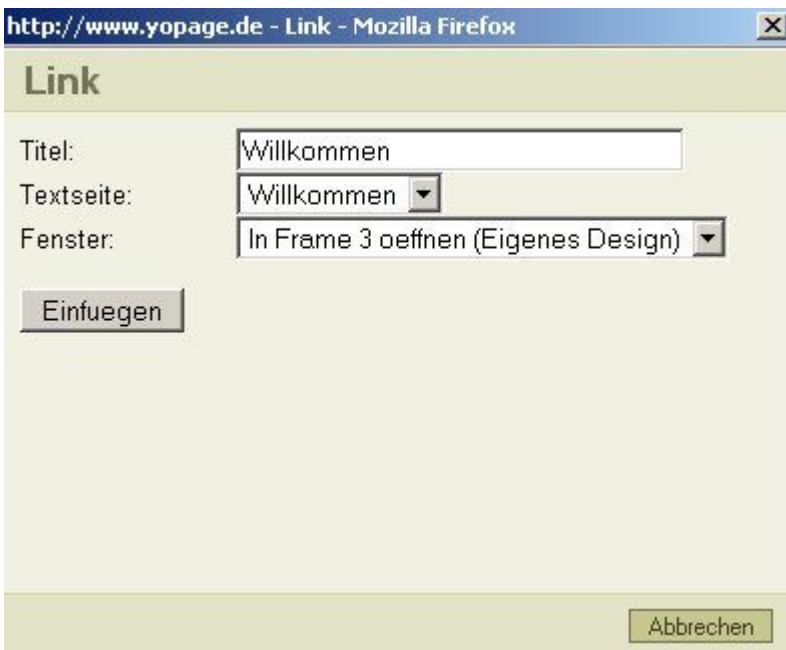 http://www.yopage.de - Link - Mozilla Firefox
Link
Titel: Willkommen
Textseite: Willkommen
Fenster: In Frame 3 oeffnen (Eigenes Design)
Einfuegen
Abbrechen